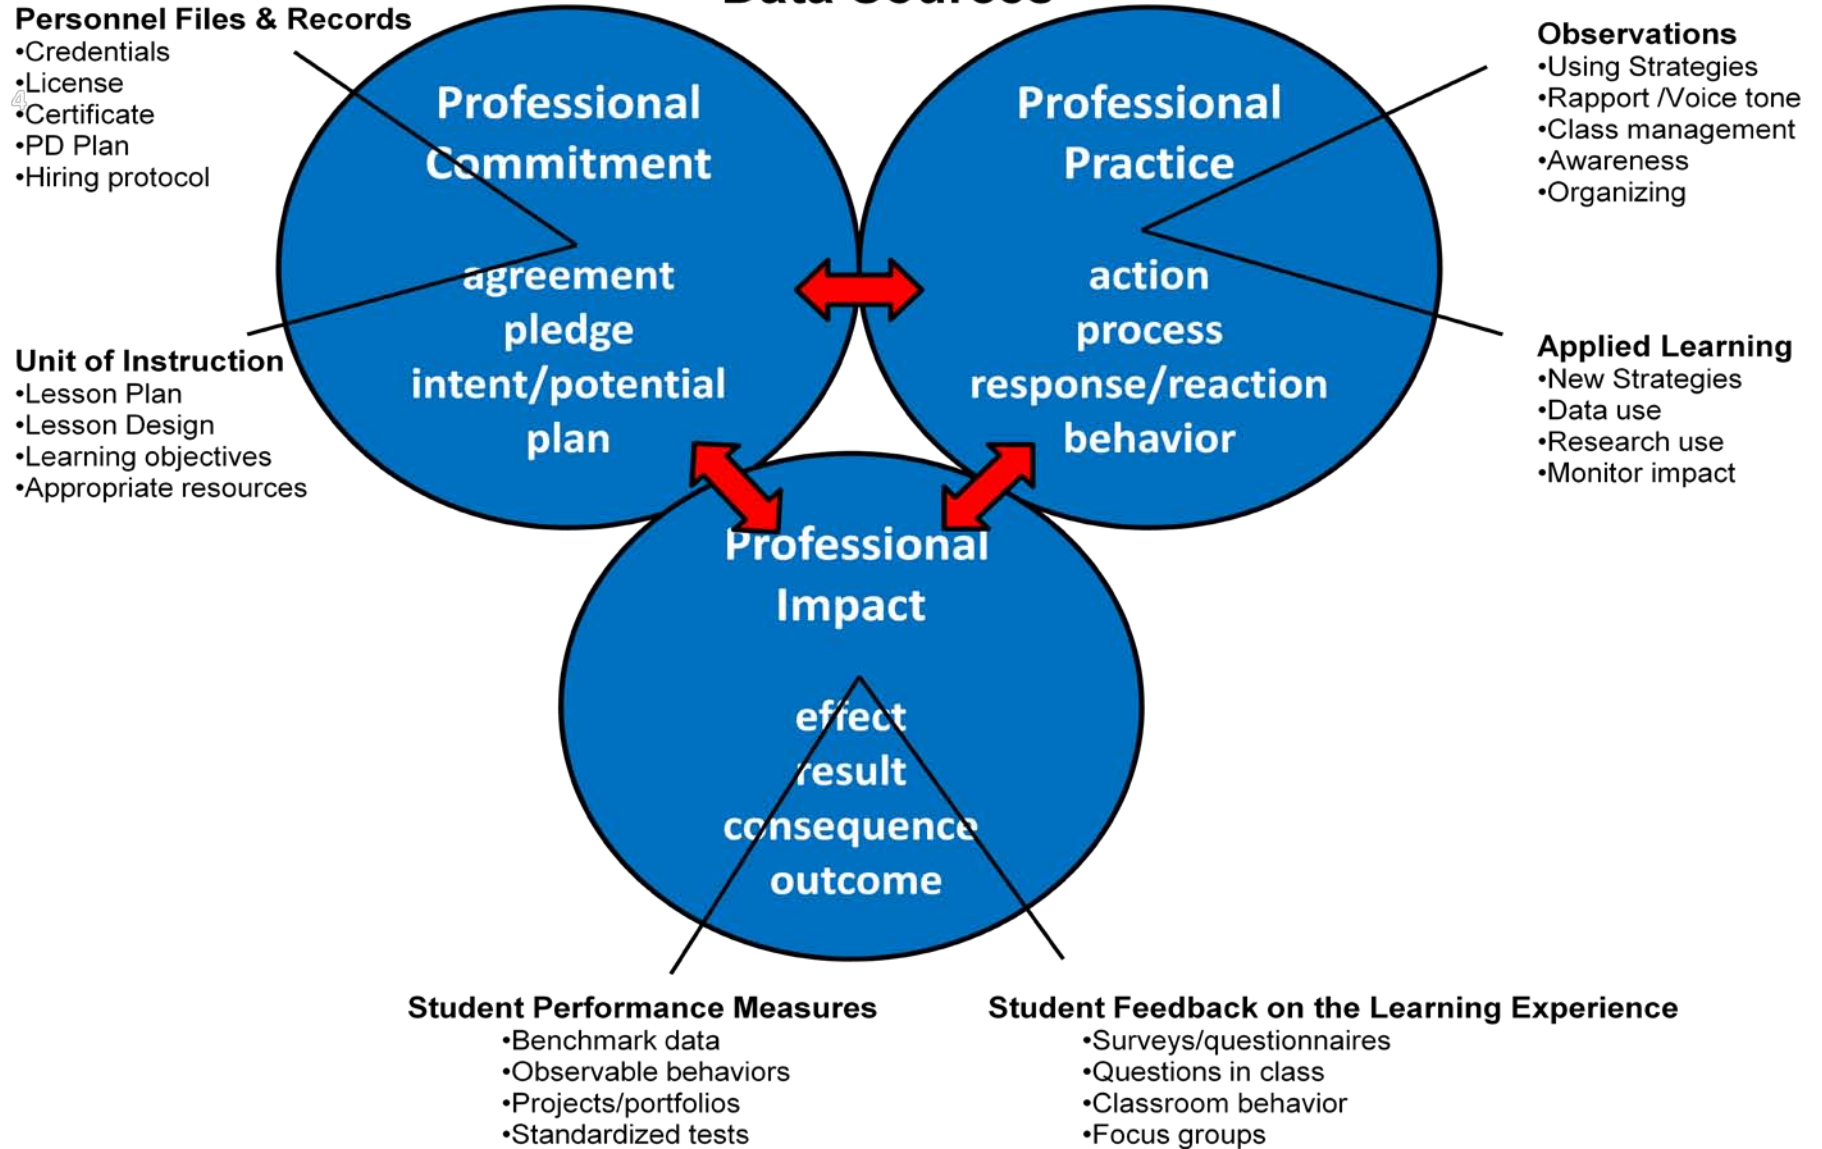 Data Sources
Personnel Files & Records
•Credentials
•License
4
•Certificate
•PD Plan
•Hiring protocol
Unit of Instruction
•Lesson Plan
•Lesson Design
•Learning objectives
•Appropriate resources
Professional
Commitment
agreement
pledge
intent/potential
plan
Professional
Practice
action
process
response/reaction
behavior
Observations
•Using Strategies
•Rapport /Voice tone
•Class management
•Awareness
•Organizing
Applied Learning
•New Strategies
•Data use
•Research use
•Monitor impact
Professional
Impact
effect
result
consequence
outcome
Student Performance Measures
•Benchmark data
•Observable behaviors
•Projects/portfolios
•Standardized tests
Student Feedback on the Learning Experience
•Surveys/questionnaires
•Questions in class
•Classroom behavior
•Focus groups